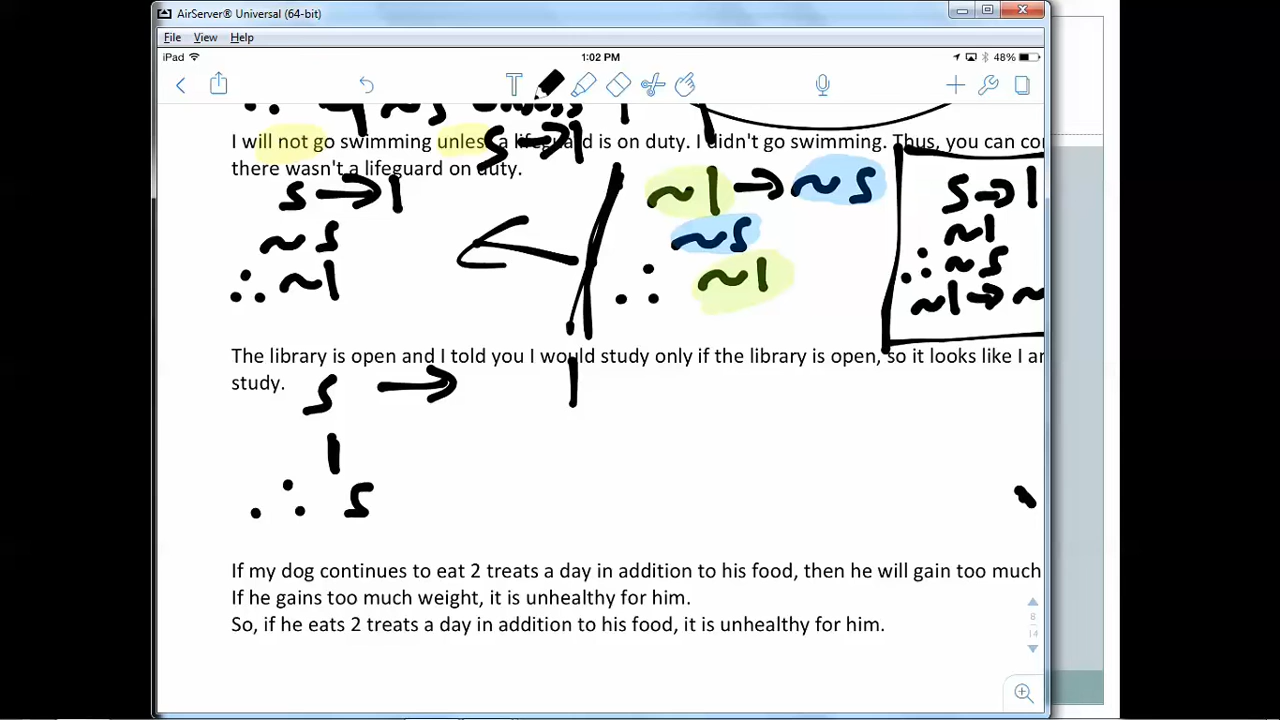 AirServer® Universal (64-bit)
File View Help
iPad 1:02 PM 48%
T
unless
s → l
I will not go swimming unless a lifeguard is on duty. I didn't go swimming. Thus, you can
there wasn't a lifeguard on duty.
s → l
~s
∴ ~l
~l → ~s
~s
∴ ~l
s → l
~l
∴ ~s
~l → ~
The library is open and I told you I would study only if the library is open, so it looks like I
study.
s → l
l
∴ s
If my dog continues to eat 2 treats a day in addition to his food, then he will gain too much
If he gains too much weight, it is unhealthy for him.
So, if he eats 2 treats a day in addition to his food, it is unhealthy for him.
8
14